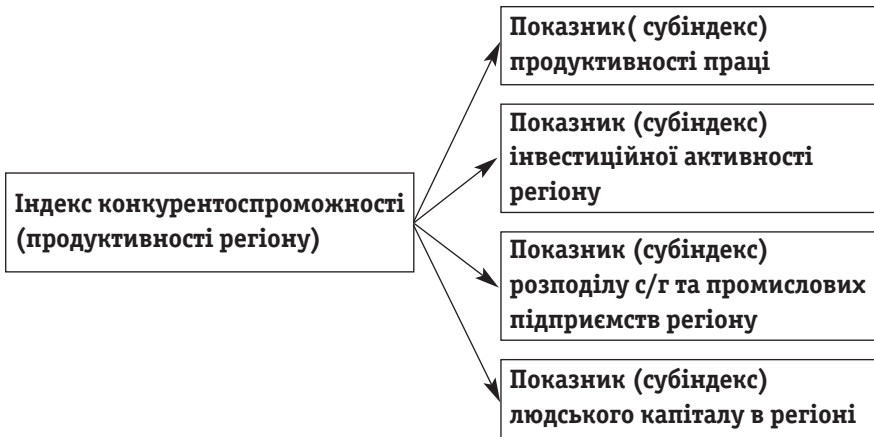 Показник( субіндекс)
продуктивності праці
Показник (субіндекс)
інвестиційної активності
регіону
Індекс конкурентоспроможності
(продуктивності регіону)
Показник (субіндекс)
розподілу с/г та промислових
підприємств регіону
Показник (субіндекс)
людського капіталу в регіоні